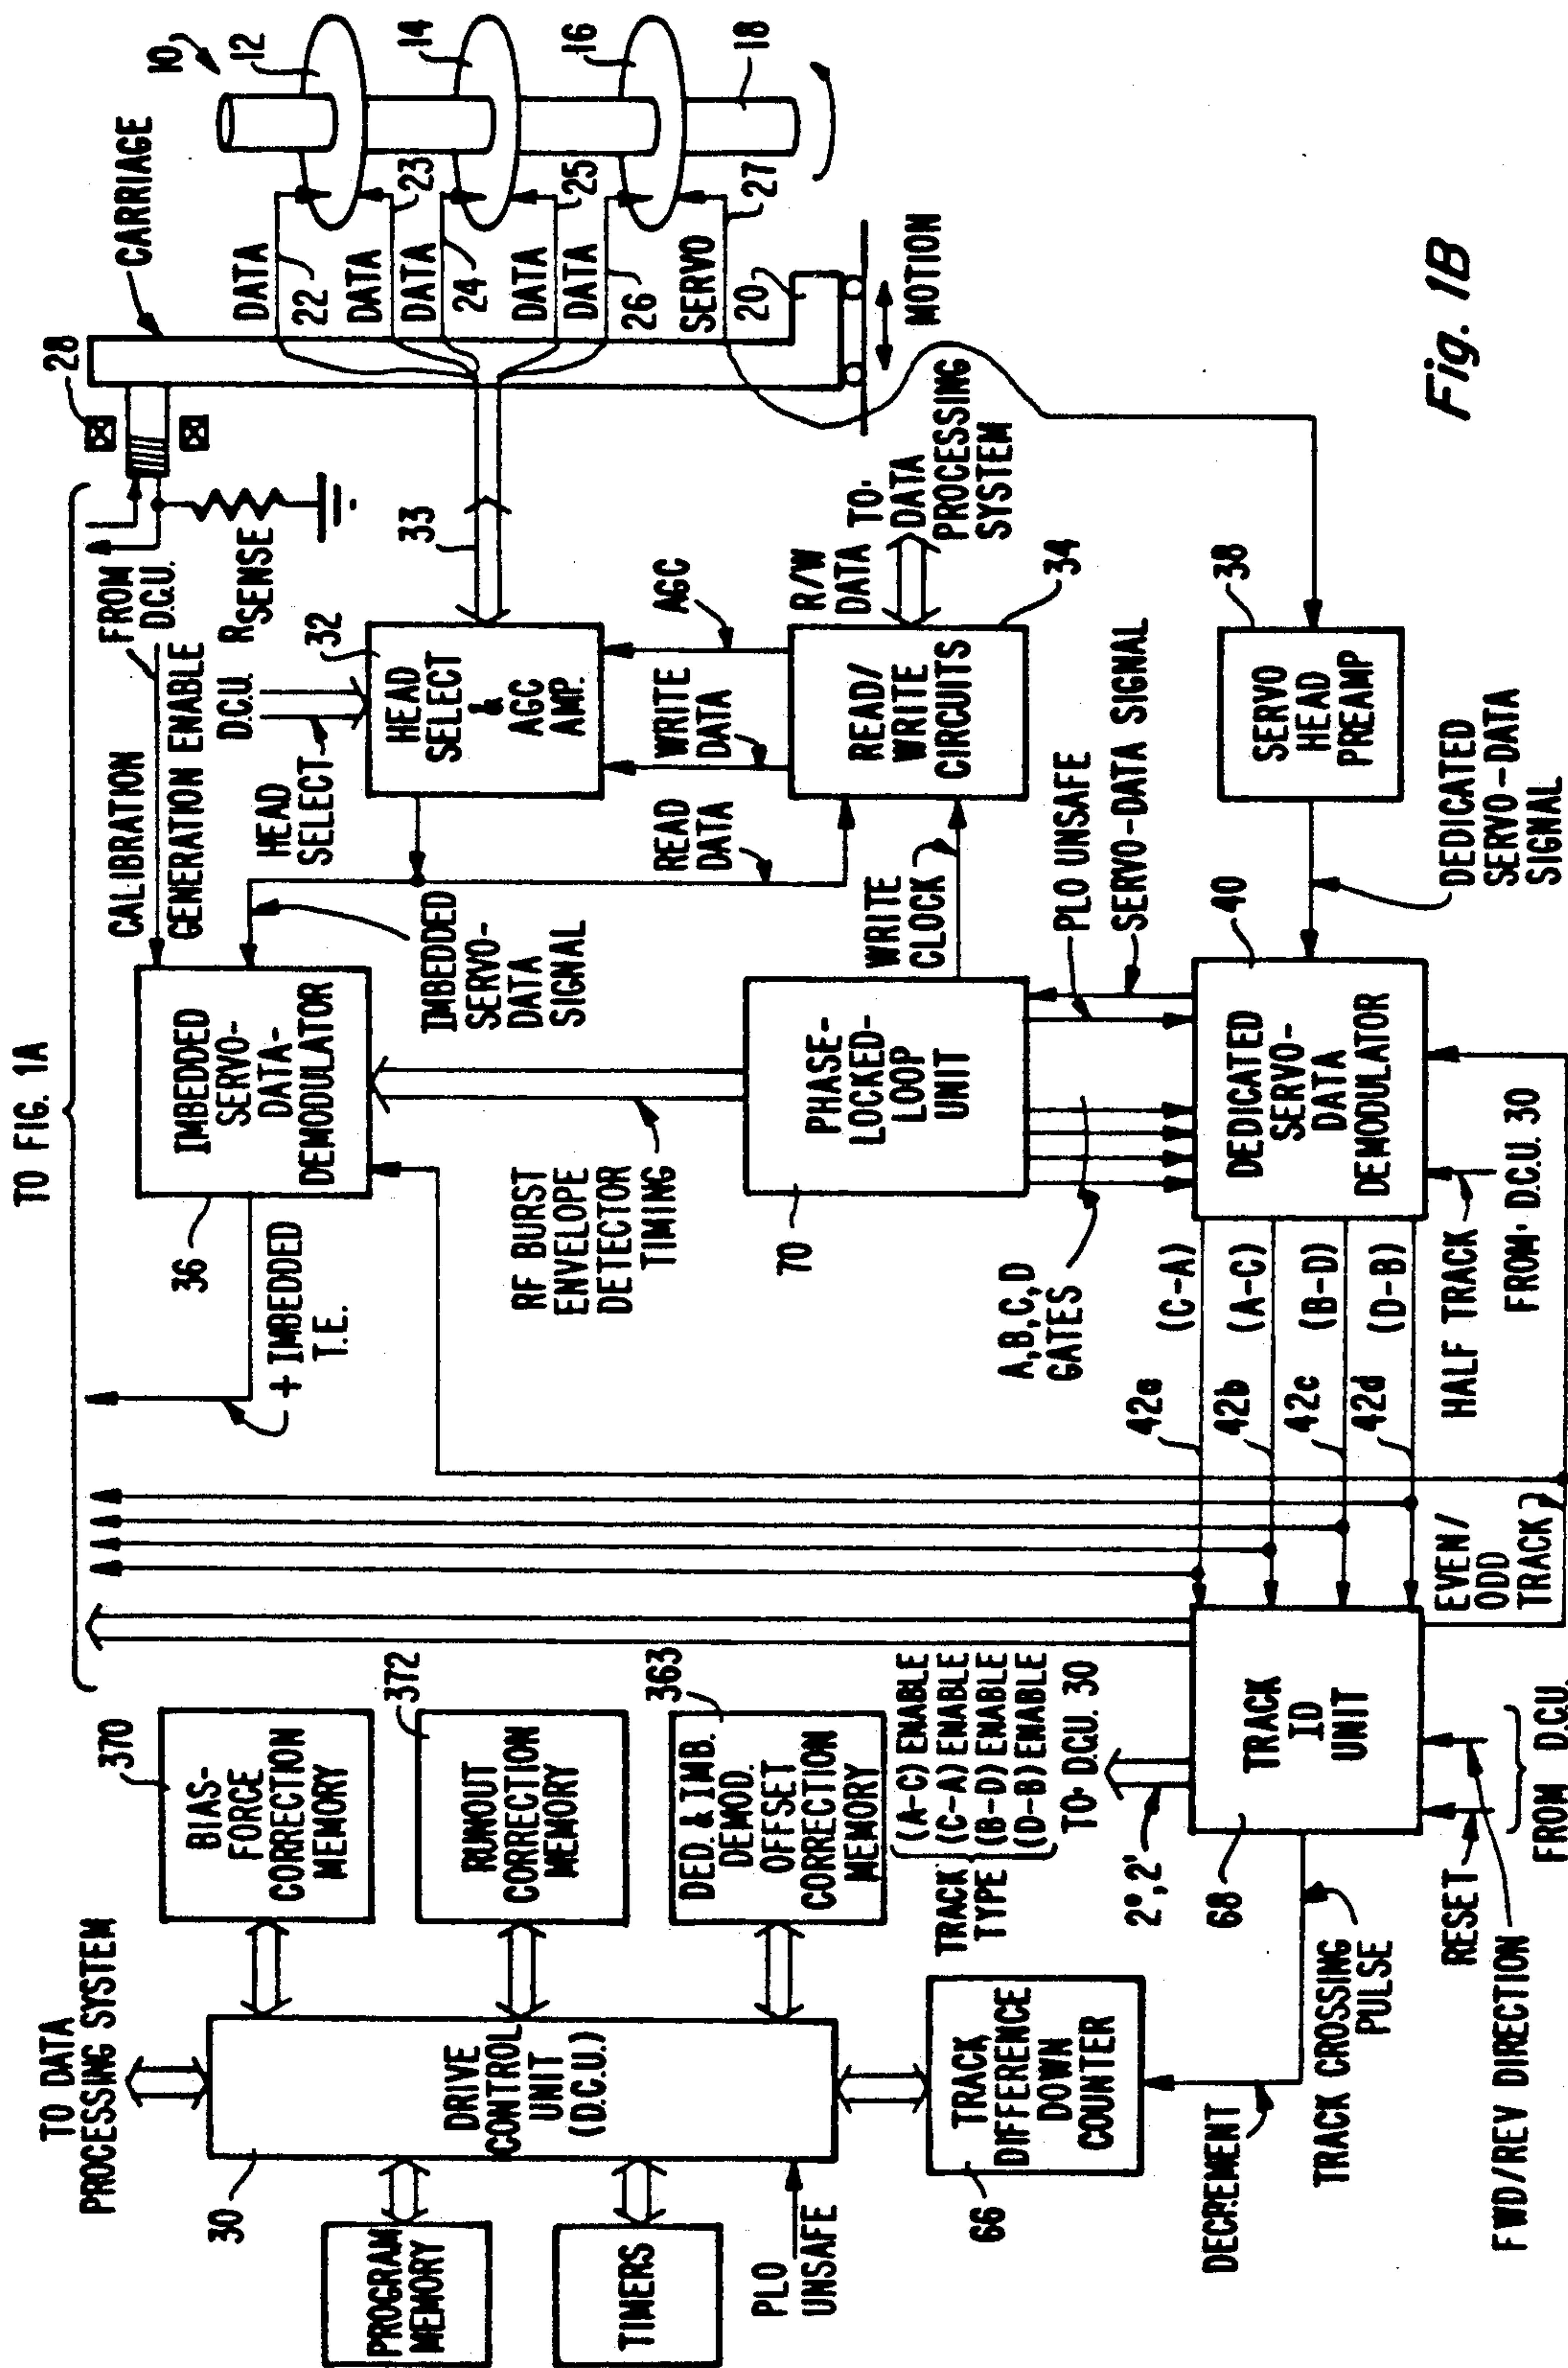 TO FIG. 1A
TO DATA
PROCESSING SYSTEM
30
PROGRAM
MEMORY
TIMERS
PLO
UNSAFE
DRIVE
CONTROL
UNIT
(D.C.U.)
370
BIAS-
FORCE
CORRECTION
MEMORY
372
RUNOUT
CORRECTION
MEMORY
363
DED. & IMB.
DEMOD.
OFFSET
CORRECTION
MEMORY
TRACK
TYPE
(A-C) ENABLE
(C-A) ENABLE
(B-D) ENABLE
(D-B) ENABLE
TO D.C.U. 30
2°, 2'
66
TRACK
DIFFERENCE
DOWN
COUNTER
DECREMENT
TRACK CROSSING
PULSE
68
TRACK
ID
UNIT
RESET
FWD/REV DIRECTION
FROM D.C.U.
EVEN/
ODD
TRACK
+ IMBEDDED
T.E.
36
IMBEDDED
SERVO-
DATA-
DEMODULATOR
CALIBRATION
GENERATION ENABLE
FROM
D.C.U.
RSENSE
D.C.U.
HEAD
SELECT
IMBEDDED
SERVO-
DATA
SIGNAL
RF BURST
ENVELOPE
DETECTOR
TIMING
70
PHASE-
LOCKED-
LOOP
UNIT
A,B,C,D
GATES
42a
(C-A)
42b
(A-C)
42c
(B-D)
42d
(D-B)
HALF TRACK
FROM D.C.U. 30
40
DEDICATED
SERVO-
DATA
DEMODULATOR
PLO UNSAFE
SERVO-DATA SIGNAL
WRITE
CLOCK
READ
DATA
32
HEAD
SELECT
&
AGC
AMP.
33
WRITE
DATA
AGC
34
READ/
WRITE
CIRCUITS
R/W
DATA
TO
DATA
PROCESSING
SYSTEM
38
SERVO
HEAD
PREAMP
DEDICATED
SERVO-DATA
SIGNAL
28
CARRIAGE
10
12
14
16
18
DATA
22
DATA
23
DATA
24
DATA
25
DATA
26
SERVO
27
20
MOTION
Fig. 1B